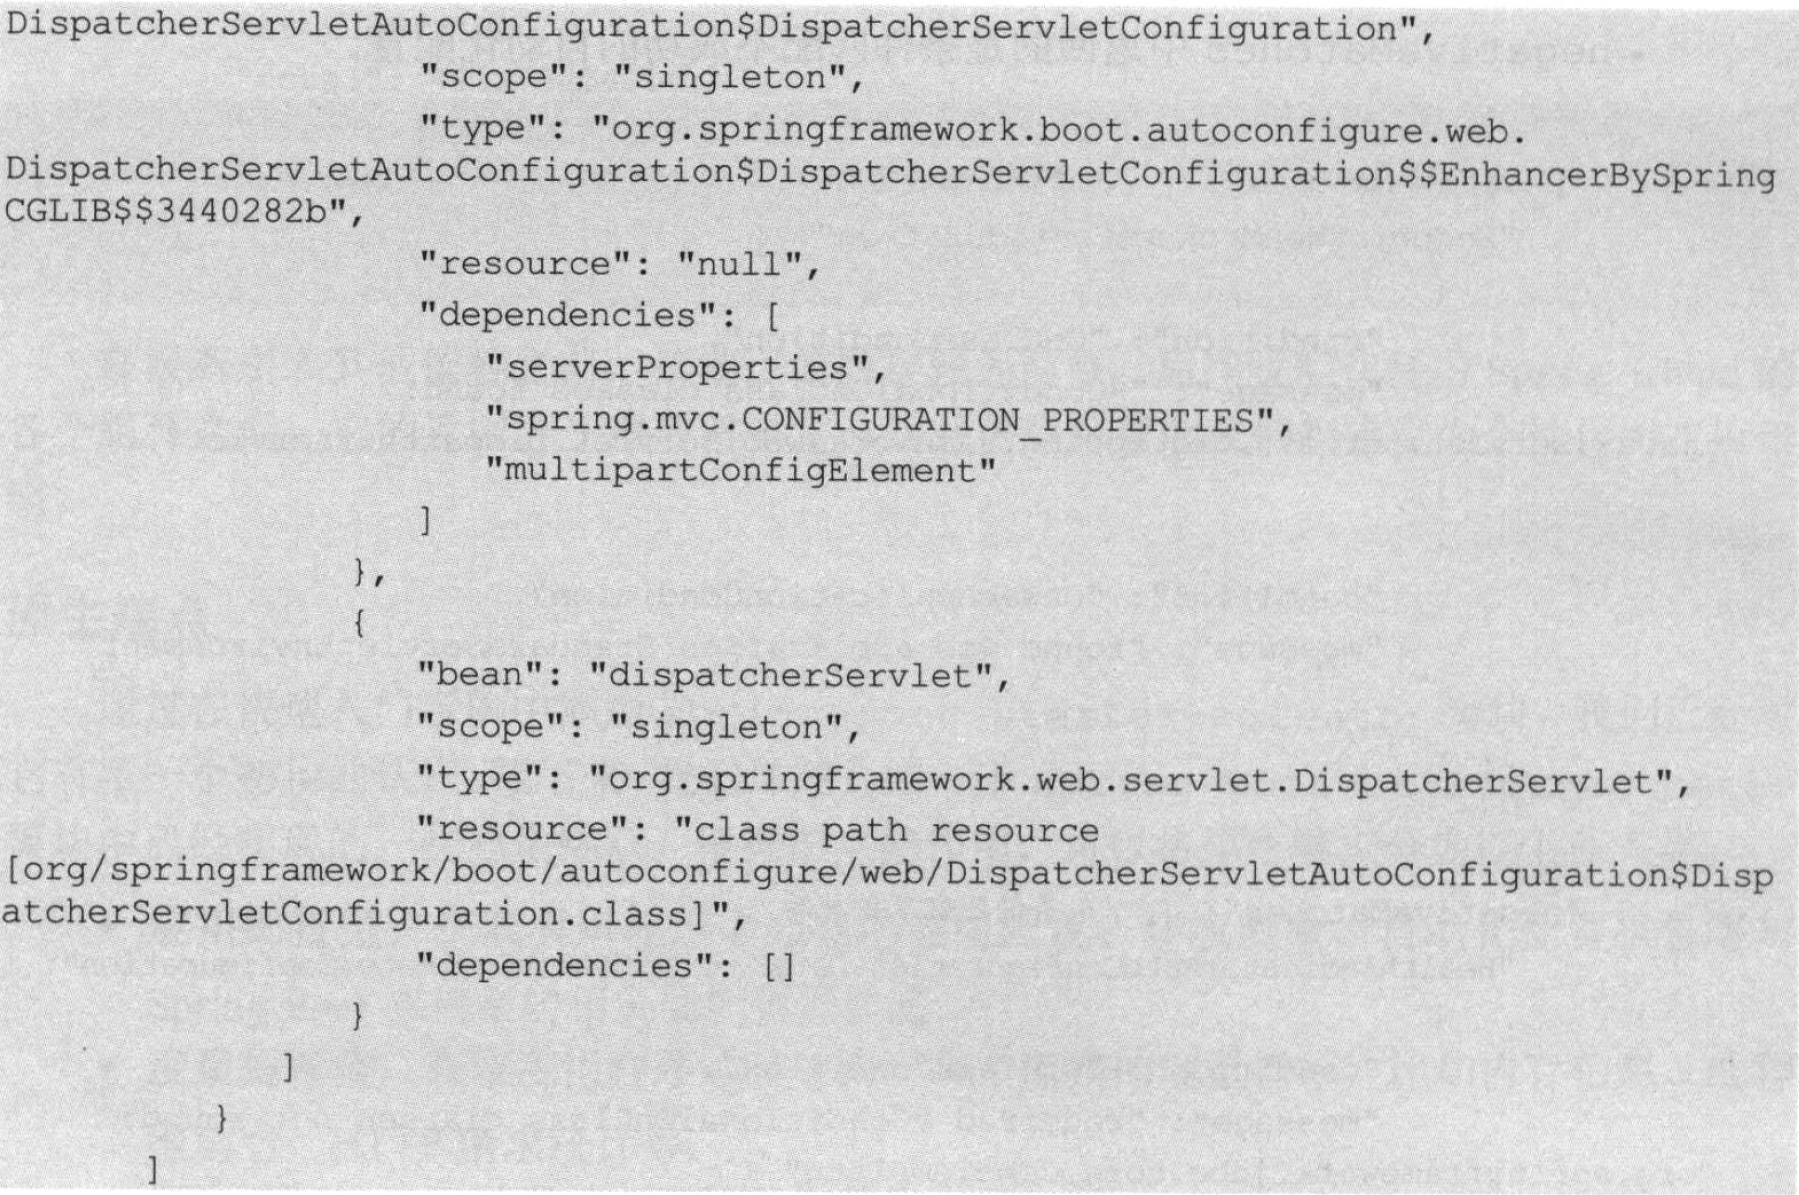 DispatcherServletAutoConfiguration$DispatcherServletConfiguration",
"scope": "singleton",
"type": "org.springframework.boot.autoconfigure.web.
DispatcherServletAutoConfiguration$DispatcherServletConfiguration$$EnhancerBySpring
CGLIB$$3440282b",
"resource": "null",
"dependencies": [
"serverProperties",
"spring.mvc.CONFIGURATION_PROPERTIES",
"multipartConfigElement"
]
},
{
"bean": "dispatcherServlet",
"scope": "singleton",
"type": "org.springframework.web.servlet.DispatcherServlet",
"resource": "class path resource
[org/springframework/boot/autoconfigure/web/DispatcherServletAutoConfiguration$Disp
atcherServletConfiguration.class]",
"dependencies": []
}
]
}
]